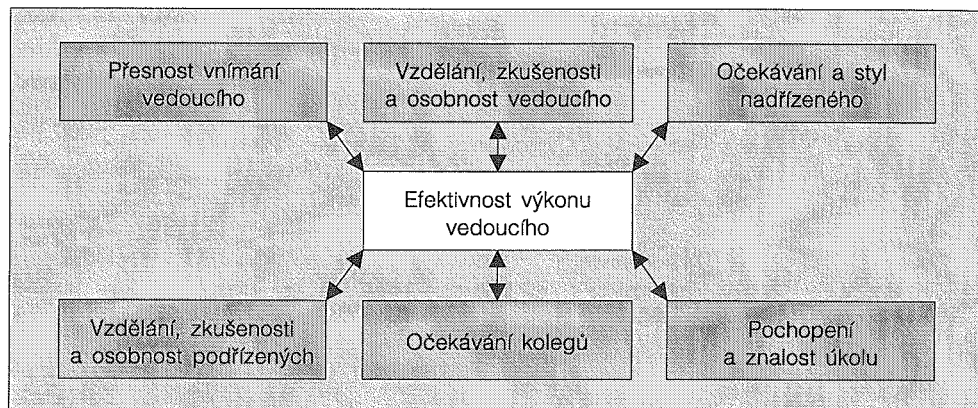 Přesnost vnímání
vedoucího
Vzdělání, zkušenosti
a osobnost vedoucího
Očekávání a styl
nadřízeného
Efektivnost výkonu
vedoucího
Vzdělání, zkušenosti
a osobnost podřízených
Očekávání kolegů
Pochopení
a znalost úkolu